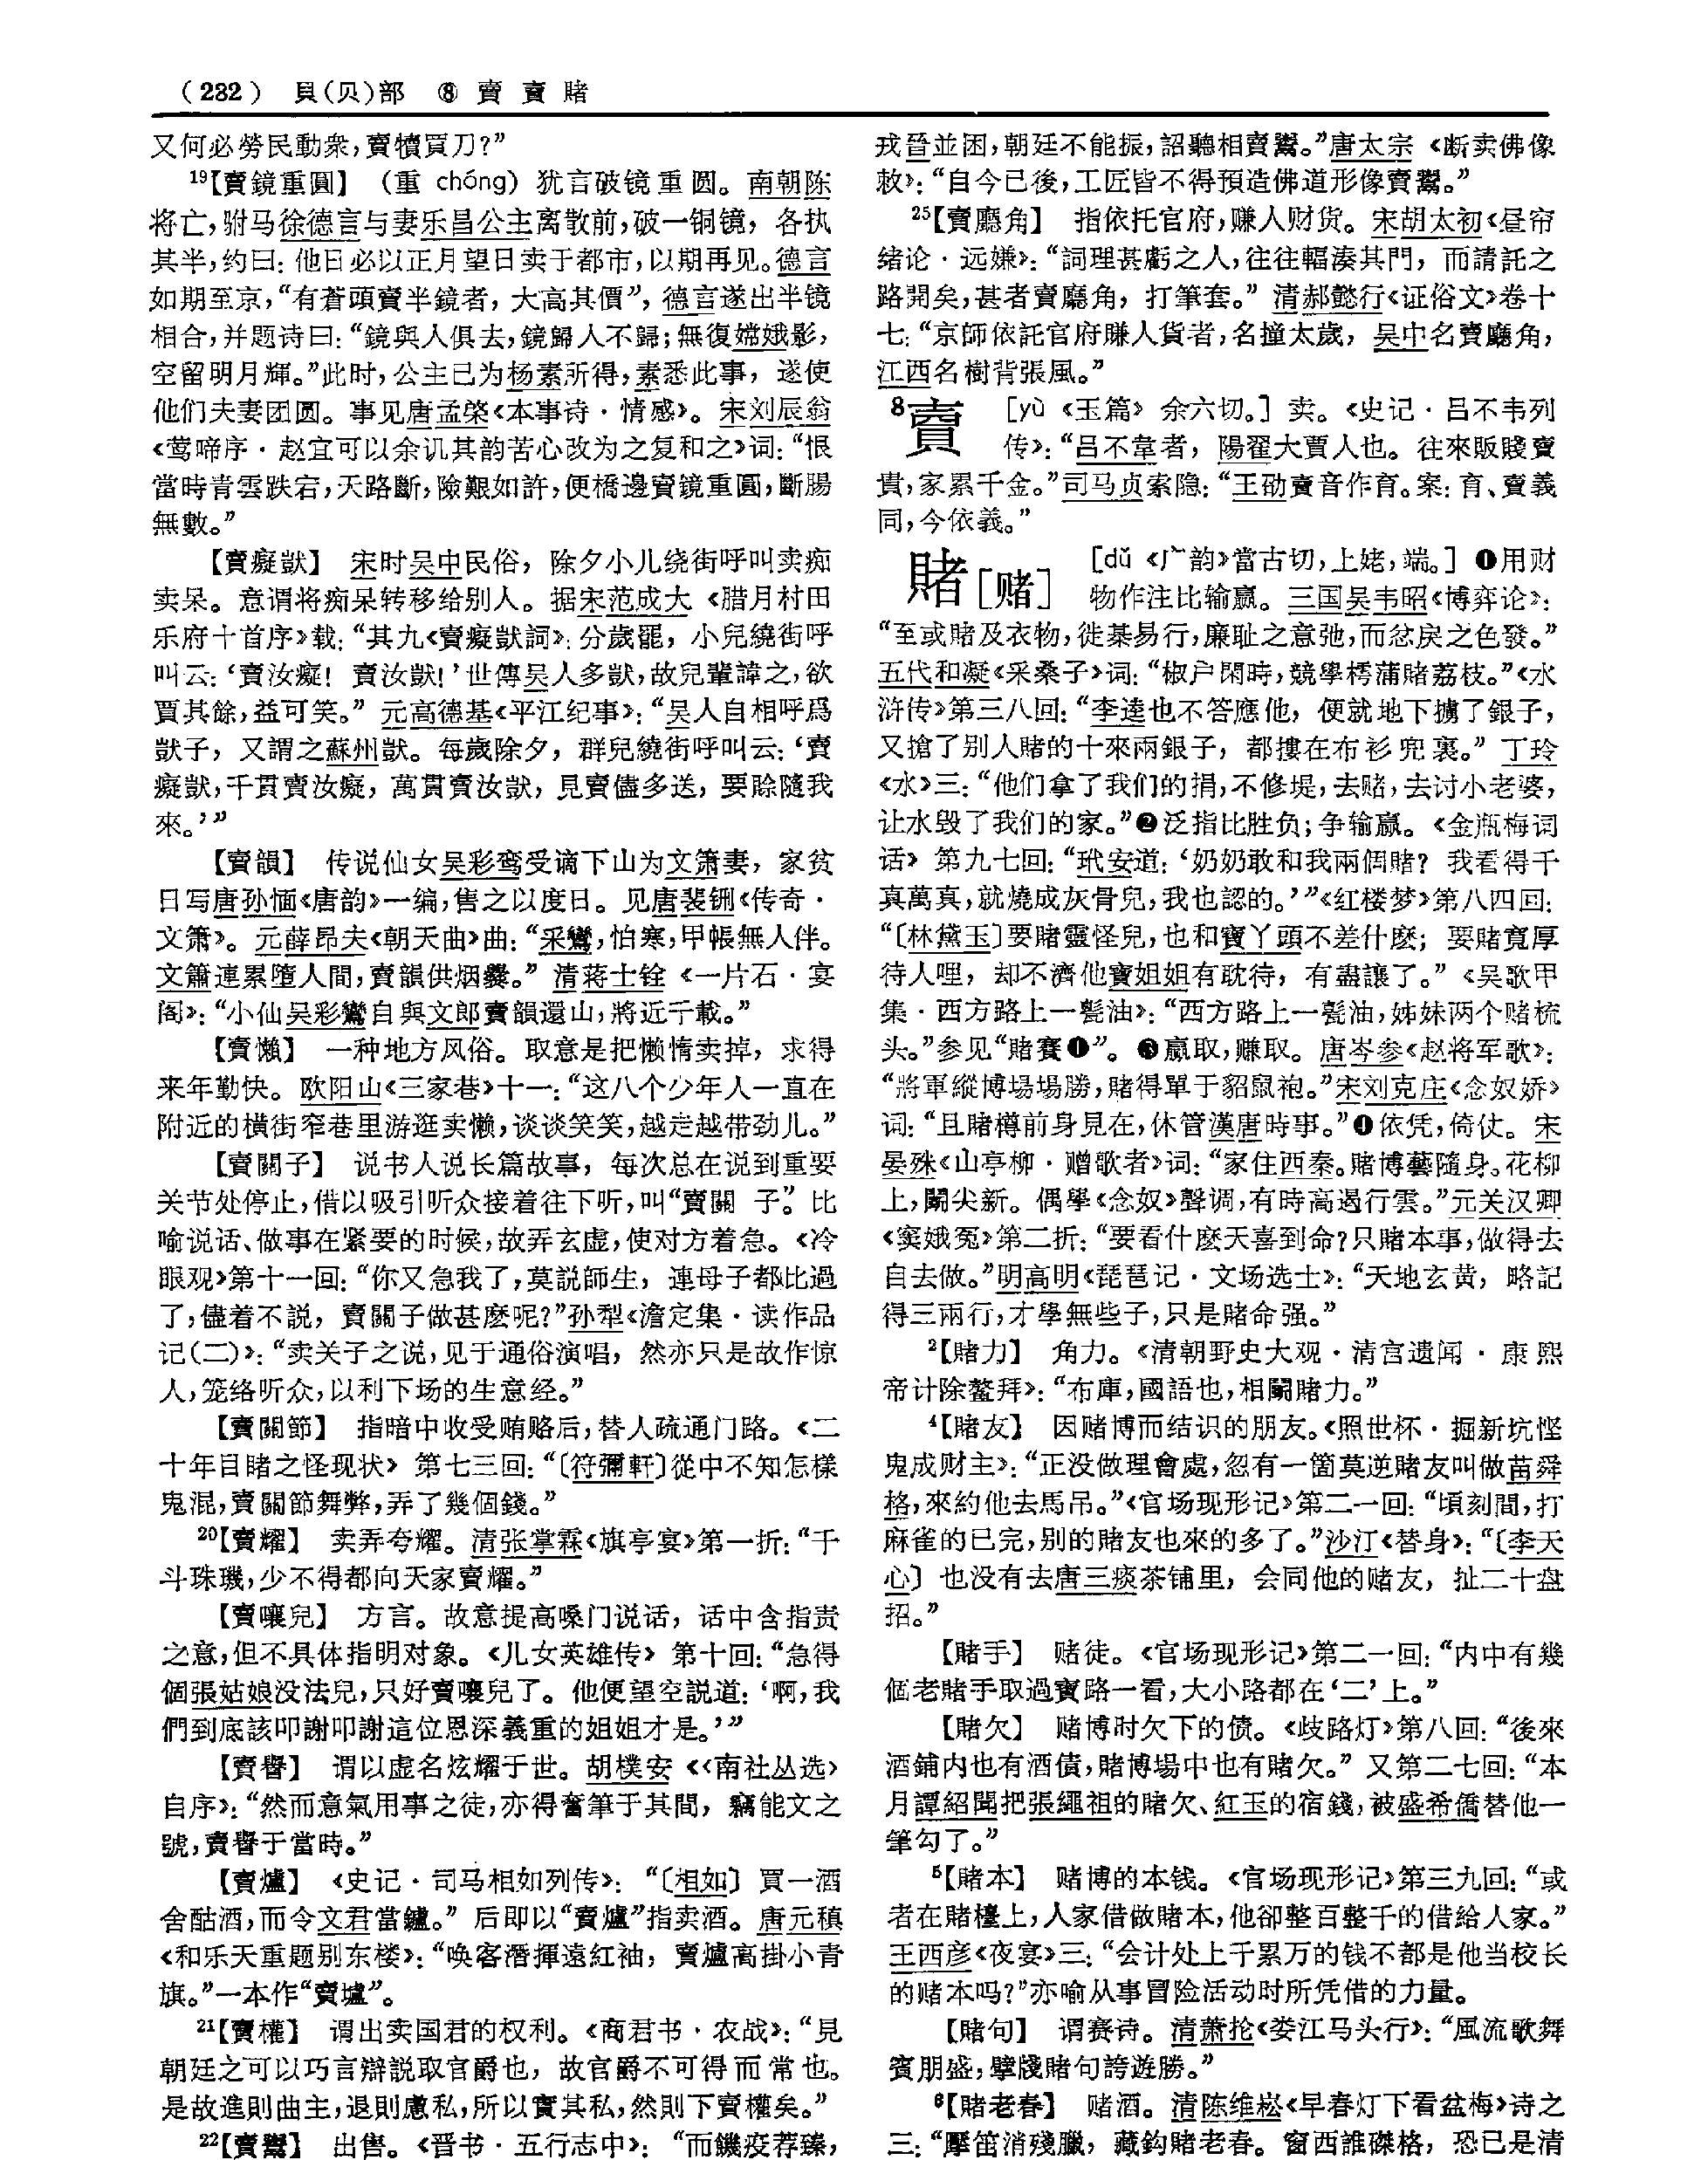 （282） 貝(贝)部 ⑧ 賣 賣 賭
又何必勞民動衆，賣犢買刀？”
¹⁹【賣鏡重圓】 （重 chóng）犹言破镜重圆。南朝陈
将亡，驸马徐德言与妻乐昌公主离散前，破一铜镜，各执
其半，约曰：他日必以正月望日卖于都市，以期再见。德言
如期至京，“有蒼頭賣半鏡者，大高其價”，德言遂出半镜
相合，并题诗曰：“鏡與人俱去，鏡歸人不歸；無復嫦娥影，
空留明月輝。”此时，公主已为杨素所得，素悉此事，遂使
他们夫妻团圆。事见唐孟棨《本事诗·情感》。宋刘辰翁
《莺啼序·赵宜可以余讥其韵苦心改为之复和之》词：“恨
當時青雲跌宕，天路斷，險艱如許，便橋邊賣鏡重圓，斷腸
無數。”
【賣癡獃】 宋时吴中民俗，除夕小儿绕街呼叫卖痴
卖呆。意谓将痴呆转移给别人。据宋范成大《腊月村田
乐府十首序》载：“其九《賣癡獃詞》：分歲罷，小兒繞街呼
叫云：‘賣汝癡！賣汝獃！’世傳吴人多獃，故兒輩諱之，欲
賈其餘，益可笑。”元高德基《平江纪事》：“吴人自相呼爲
獃子，又謂之蘇州獃。每歲除夕，群兒繞街呼叫云：‘賣
癡獃，千貫賣汝癡，萬貫賣汝獃，見賣儘多送，要賒隨我
來。’”
【賣韻】 传说仙女吴彩鸾受谪下山为文箫妻，家贫
日写唐孙愐《唐韵》一编，售之以度日。见唐裴铏《传奇·
文箫》。元薛昂夫《朝天曲》曲：“采鸞，怕寒，甲帳無人伴。
文簫連累墮人間，賣韻供烟爨。”清蒋士铨《一片石·宴
阁》：“小仙吴彩鸞自與文郎賣韻還山，將近千載。”
【賣懶】 一种地方风俗。取意是把懒惰卖掉，求得
来年勤快。欧阳山《三家巷》十一：“这八个少年人一直在
附近的横街窄巷里游逛卖懒，谈谈笑笑，越走越带劲儿。”
【賣關子】 说书人说长篇故事，每次总在说到重要
关节处停止，借以吸引听众接着往下听，叫“賣關 子”。比
喻说话、做事在紧要的时候，故弄玄虚，使对方着急。《冷
眼观》第十一回：“你又急我了，莫説師生，連母子都比過
了，儘着不説，賣關子做甚麽呢？”孙犁《澹定集·读作品
记（二）》：“卖关子之说，见于通俗演唱，然亦只是故作惊
人，笼络听众，以利下场的生意经。”
【賣關節】 指暗中收受贿赂后，替人疏通门路。《二
十年目睹之怪现状》第七三回：“〔符彌軒〕從中不知怎樣
鬼混，賣關節舞弊，弄了幾個錢。”
²⁰【賣耀】 卖弄夸耀。清张掌霖《旗亭宴》第一折：“千
斗珠璣，少不得都向天家賣耀。”
【賣嚷兒】 方言。故意提高嗓门说话，话中含指责
之意，但不具体指明对象。《儿女英雄传》第十回：“急得
個張姑娘没法兒，只好賣嚷兒了。他便望空説道：‘啊，我
們到底該叩謝叩謝這位恩深義重的姐姐才是。’”
【賣譽】 谓以虚名炫耀于世。胡樸安《〈南社丛选〉
自序》：“然而意氣用事之徒，亦得奮筆于其間，竊能文之
號，賣譽于當時。”
【賣爐】 《史记·司马相如列传》：“〔相如〕買一酒
舍酤酒，而令文君當鑪。”后即以“賣爐”指卖酒。唐元稹
《和乐天重题别东楼》：“唤客潛揮遠紅袖，賣爐高掛小青
旗。”一本作“賣壚”。
²¹【賣權】 谓出卖国君的权利。《商君书·农战》：“見
朝廷之可以巧言辯説取官爵也，故官爵不可得而常也。
是故進則曲主，退則慮私，所以實其私，然則下賣權矣。”
²²【賣鬻】 出售。《晋书·五行志中》：“而饑疫荐臻，
戎晉並困，朝廷不能振，詔聽相賣鬻。”唐太宗《断卖佛像
敕》：“自今已後，工匠皆不得預造佛道形像賣鬻。”
²⁵【賣廳角】 指依托官府，赚人财货。宋胡太初《昼帘
绪论·远嫌》：“詞理甚虧之人，往往輻湊其門，而請託之
路開矣，甚者賣廳角，打筆套。”清郝懿行《证俗文》卷十
七：“京師依託官府賺人貨者，名撞太歲，吴中名賣廳角，
江西名樹背張風。”
⁸賣 ［yù《玉篇》余六切。］卖。《史记·吕不韦列
传》：“吕不韋者，陽翟大賈人也。往來販賤賣
貴，家累千金。”司马贞索隐：“王劭賣音作育。案：育、賣義
同，今依義。”
賭［赌］ ［dǔ《广韵》當古切，上姥，端。］❶用财
物作注比输赢。三国吴韦昭《博弈论》：
“至或賭及衣物，徙棊易行，廉耻之意弛，而忿戾之色發。”
五代和凝《采桑子》词：“椒户閑時，競學樗蒲賭荔枝。”《水
浒传》第三八回：“李逵也不答應他，便就地下擄了銀子，
又搶了别人賭的十來兩銀子，都摟在布衫兜裏。”丁玲
《水》三：“他们拿了我们的捐，不修堤，去赌，去讨小老婆，
让水毁了我们的家。”❷泛指比胜负；争输赢。《金瓶梅词
话》第九七回：“玳安道：‘奶奶敢和我兩個賭？我看得千
真萬真，就燒成灰骨兒，我也認的。’”《红楼梦》第八四回：
“〔林黛玉〕要賭靈怪兒，也和寶丫頭不差什麽；要賭寬厚
待人哩，却不濟他寶姐姐有耽待，有盡讓了。”《吴歌甲
集·西方路上一甏油》：“西方路上一甏油，姊妹两个赌梳
头。”参见“賭賽❶”。❸赢取，赚取。唐岑参《赵将军歌》：
“將軍縱博場場勝，賭得單于貂鼠袍。”宋刘克庄《念奴娇》
词：“且賭樽前身見在，休管漢唐時事。”❹依凭，倚仗。宋
晏殊《山亭柳·赠歌者》词：“家住西秦。賭博藝隨身。花柳
上，鬬尖新。偶學《念奴》聲調，有時高遏行雲。”元关汉卿
《窦娥冤》第二折：“要看什麽天喜到命？只賭本事，做得去
自去做。”明高明《琵琶记·文场选士》：“天地玄黄，略記
得三兩行，才學無些子，只是賭命强。”
²【賭力】 角力。《清朝野史大观·清宫遗闻·康熙
帝计除鳌拜》：“布庫，國語也，相鬬賭力。”
⁴【賭友】 因赌博而结识的朋友。《照世杯·掘新坑悭
鬼成财主》：“正没做理會處，忽有一箇莫逆賭友叫做苗舜
格，來約他去馬吊。”《官场现形记》第二一回：“頃刻間，打
麻雀的已完，别的賭友也來的多了。”沙汀《替身》：“〔李天
心〕也没有去唐三痰茶铺里，会同他的赌友，扯二十盘
招。”
【賭手】 赌徒。《官场现形记》第二一回：“内中有幾
個老賭手取過寶路一看，大小路都在‘二’上。”
【賭欠】 赌博时欠下的债。《歧路灯》第八回：“後來
酒鋪内也有酒債，賭博場中也有賭欠。”又第二七回：“本
月譚紹聞把張繩祖的賭欠、紅玉的宿錢，被盛希僑替他一
筆勾了。”
⁵【賭本】 赌博的本钱。《官场现形记》第三九回：“或
者在賭檯上，人家借做賭本，他卻整百整千的借給人家。”
王西彦《夜宴》三：“会计处上千累万的钱不都是他当校长
的赌本吗？”亦喻从事冒险活动时所凭借的力量。
【賭句】 谓赛诗。清萧抡《娄江马头行》：“風流歌舞
賓朋盛，擘牋賭句誇遊勝。”
⁶【賭老春】 赌酒。清陈维崧《早春灯下看盆梅》诗之
三：“壓笛消殘臘，藏鈎賭老春。窗西誰磔格，恐已是清